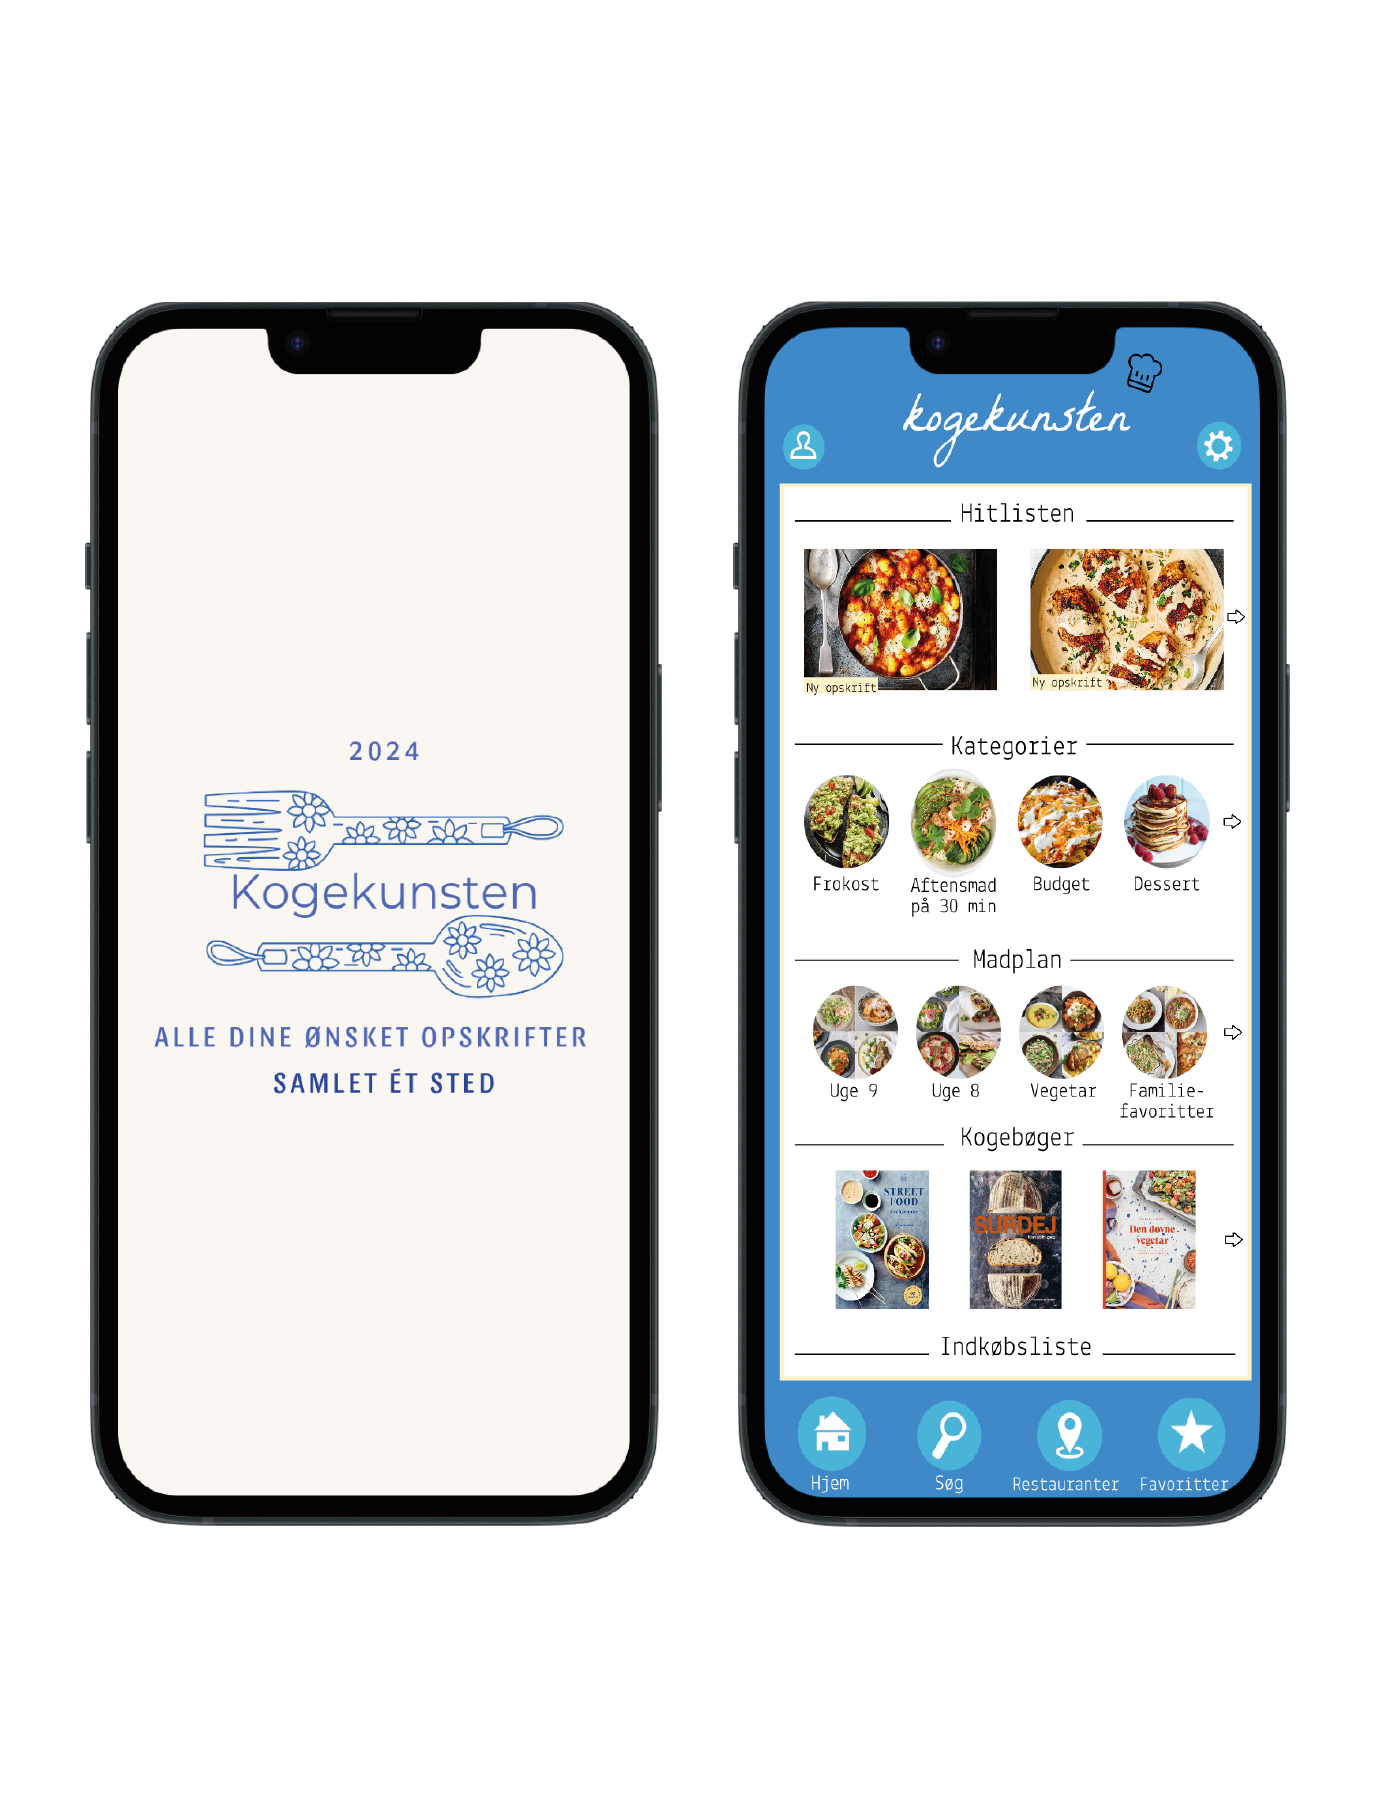 2024
Kogekunsten
ALLE DINE ØNSKET OPSKRIFTER
SAMLET ÉT STED
kogekunsten
Hitlisten
Ny opskrift
Ny opskrift
Kategorier
Frokost
Aftensmad
på 30 min
Budget
Dessert
Madplan
Uge 9
Uge 8
Vegetar
Familie-
favoritter
Kogebøger
STREET
FOOD
SURDEJ
Den dovne
vegetar
Indkøbsliste
Hjem
Søg
Restauranter
Favoritter